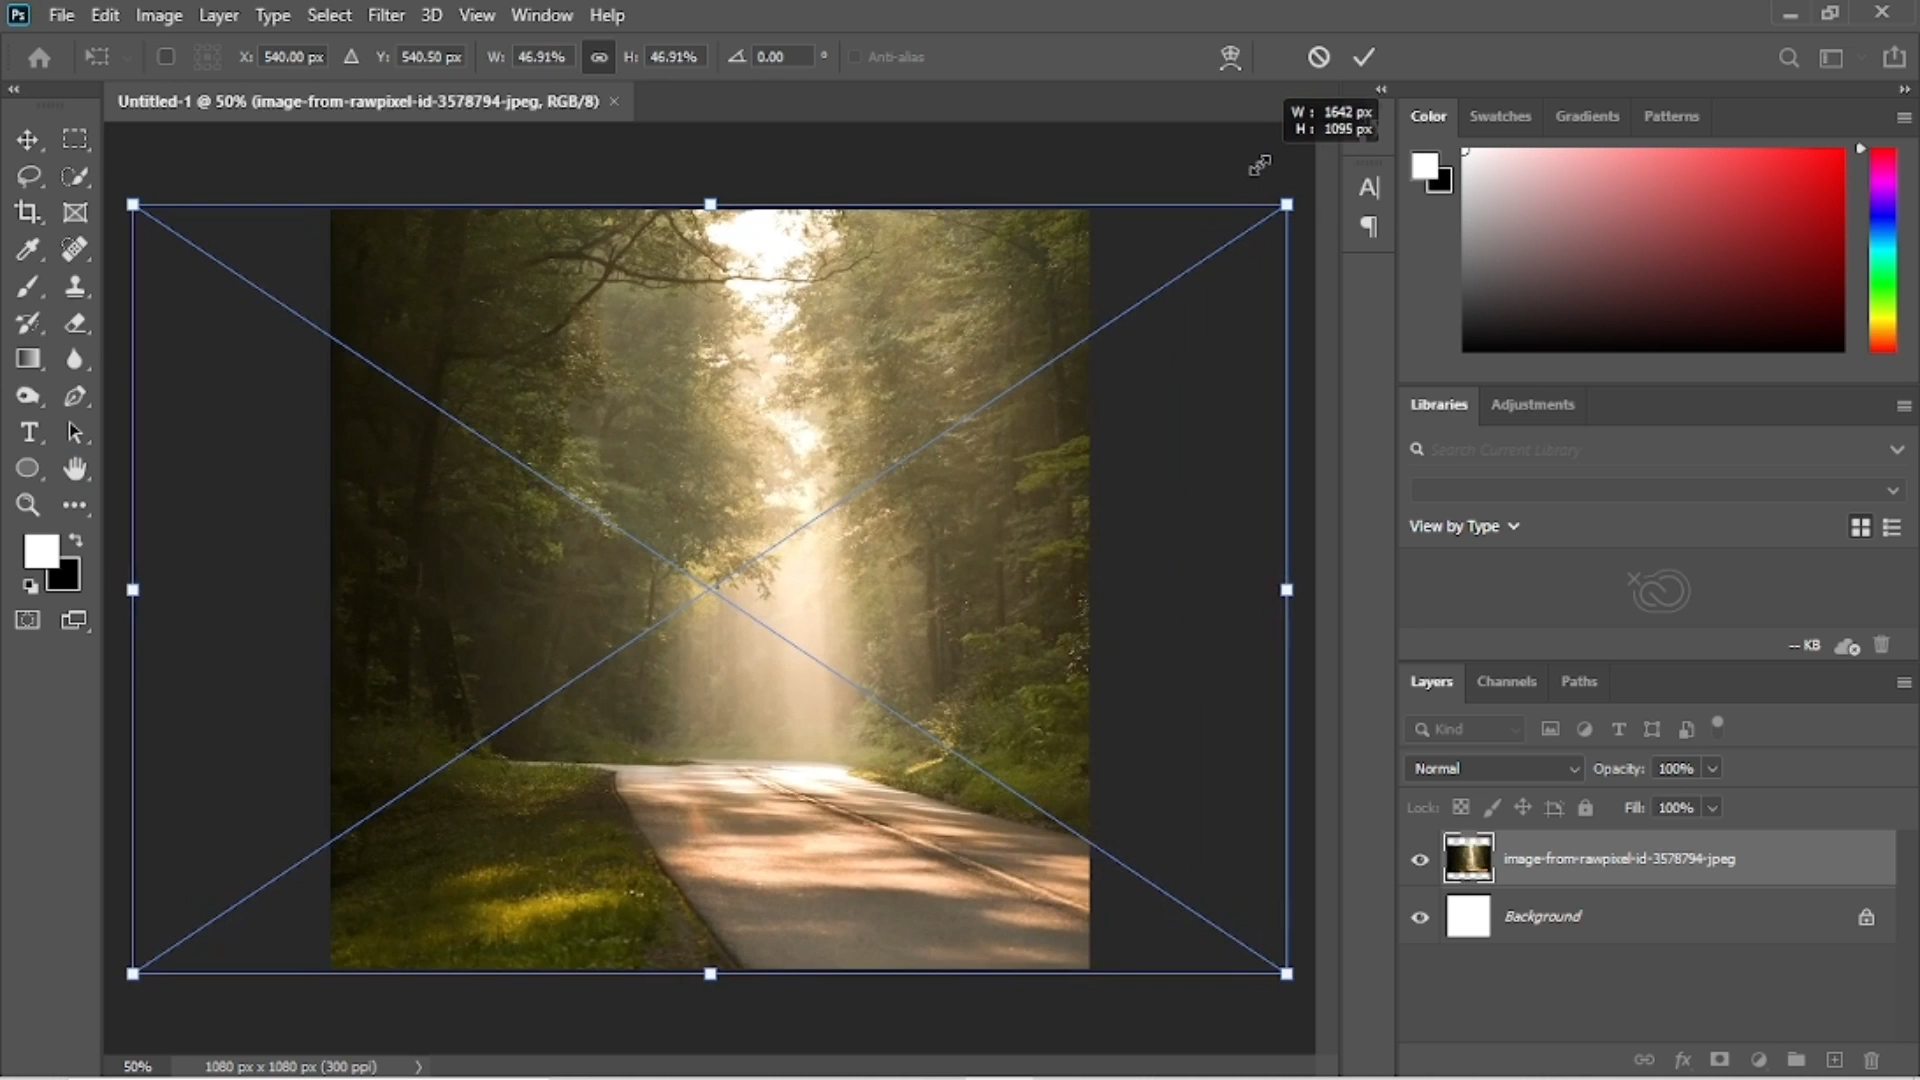 Ps File Edit Image Layer Type Select Filter 3D View Window Help
X: 540.00 px Y: 540.50 px W: 46.91% H: 46.91% 0.00 ° Anti-alias
Untitled-1 @ 50% (image-from-rawpixel-id-3578794-jpeg, RGB/8) ×
W : 1642 px
H : 1095 px
Color Swatches Gradients Patterns
Libraries Adjustments
Search Current Library
View by Type
-- KB
Layers Channels Paths
Kind
Normal Opacity: 100%
Lock: Fill: 100%
image-from-rawpixel-id-3578794-jpeg
Background
fx
50% 1080 px x 1080 px (300 ppi)